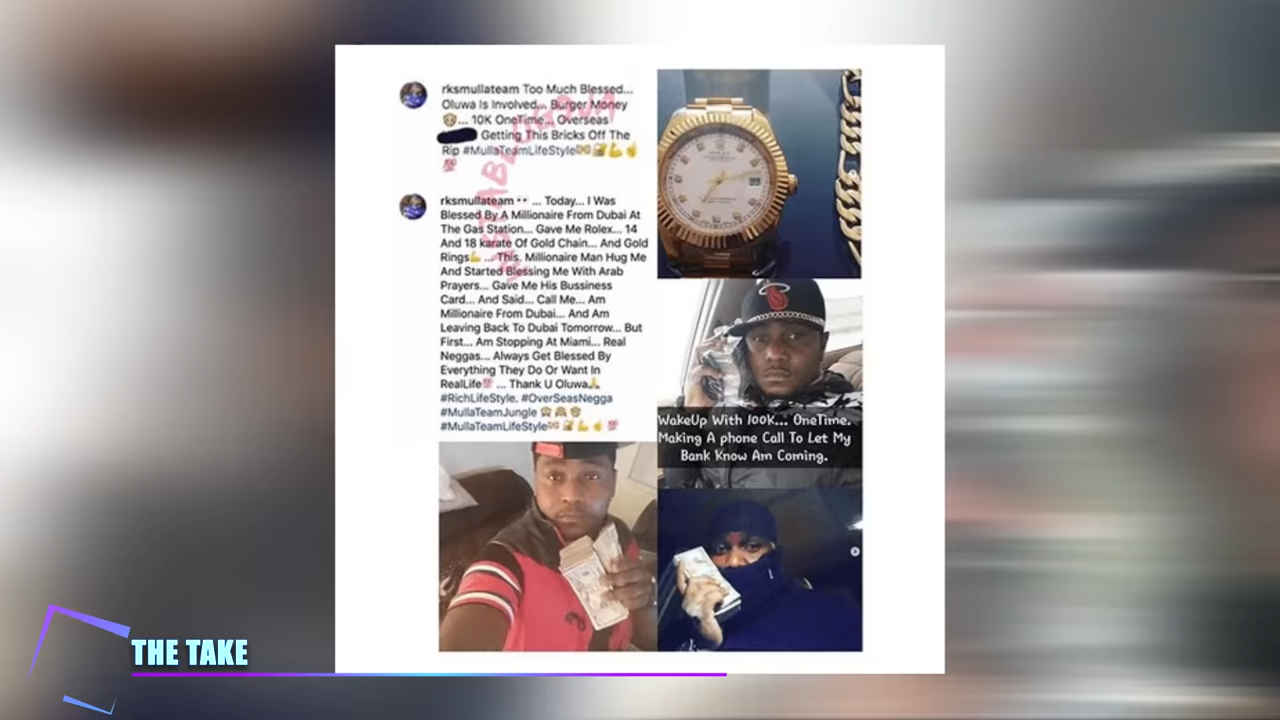 rksmullateam Too Much Blessed...
Oluwa Is Involved... Burger Money
... 10K OneTime... Overseas
Getting This Bricks Off The
Rip #MullaTeamLifeStyle💵🔐💪☝️
💯
rksmullateam 👀 ... Today... I Was
Blessed By A Millionaire From Dubai At
The Gas Station... Gave Me Rolex... 14
And 18 karate Of Gold Chain... And Gold
Rings💪 ... This. Millionaire Man Hug Me
And Started Blessing Me With Arab
Prayers... Gave Me His Bussiness
Card... And Said... Call Me... Am
Millionaire From Dubai... And Am
Leaving Back To Dubai Tomorrow... But
First... Am Stopping At Miami... Real
Neggas... Always Get Blessed By
Everything They Do Or Want In
RealLife💯 ... Thank U Oluwa🙏
#RichLifeStyle. #OverSeasNegga
#MullaTeamJungle 🙊🙈🐵
#MullaTeamLifeStyle💵🔐💪☝️💯
WakeUp With 100K... OneTime.
Making A phone Call To Let My
Bank Know Am Coming.
THE TAKE